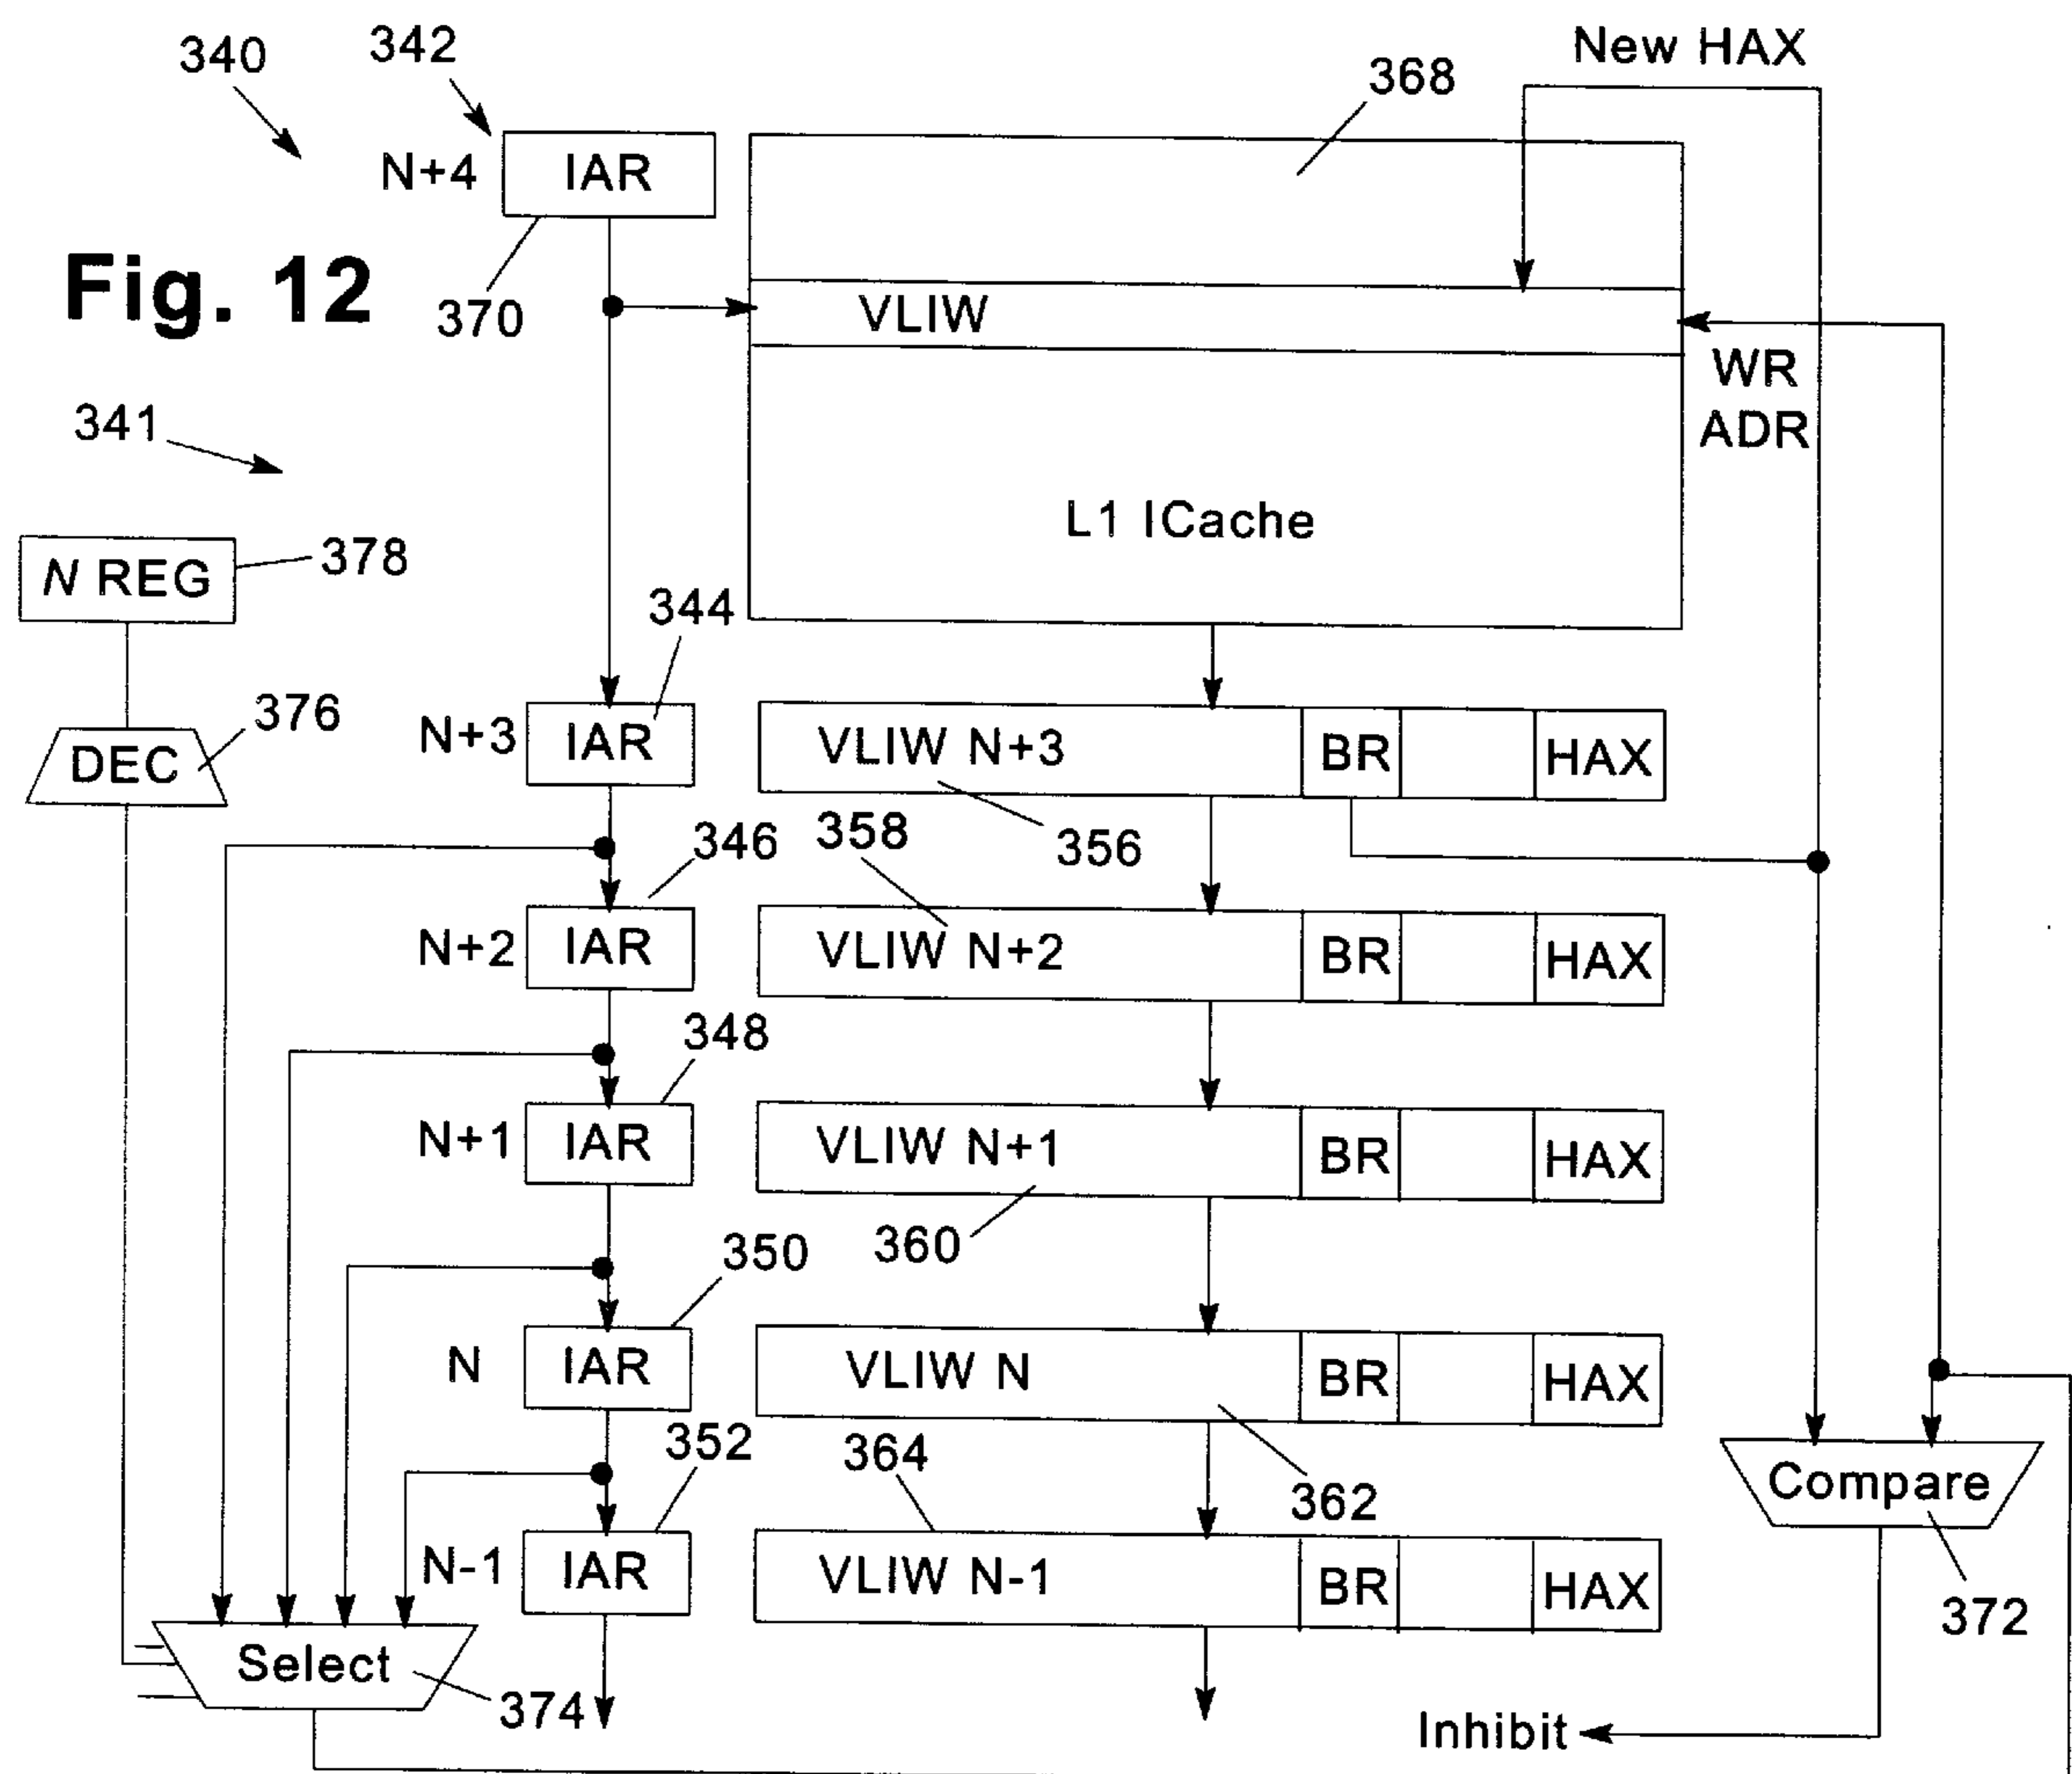 340
342
New HAX
368
N+4 IAR
Fig. 12
370
VLIW
WR
ADR
341
L1 ICache
N REG
378
344
376
DEC
N+3 IAR
VLIW N+3 BR HAX
346
358
356
N+2 IAR
VLIW N+2 BR HAX
348
N+1 IAR
VLIW N+1 BR HAX
350
360
N IAR
VLIW N BR HAX
352
364
362
Compare
N-1 IAR
VLIW N-1 BR HAX
372
Select
374
Inhibit